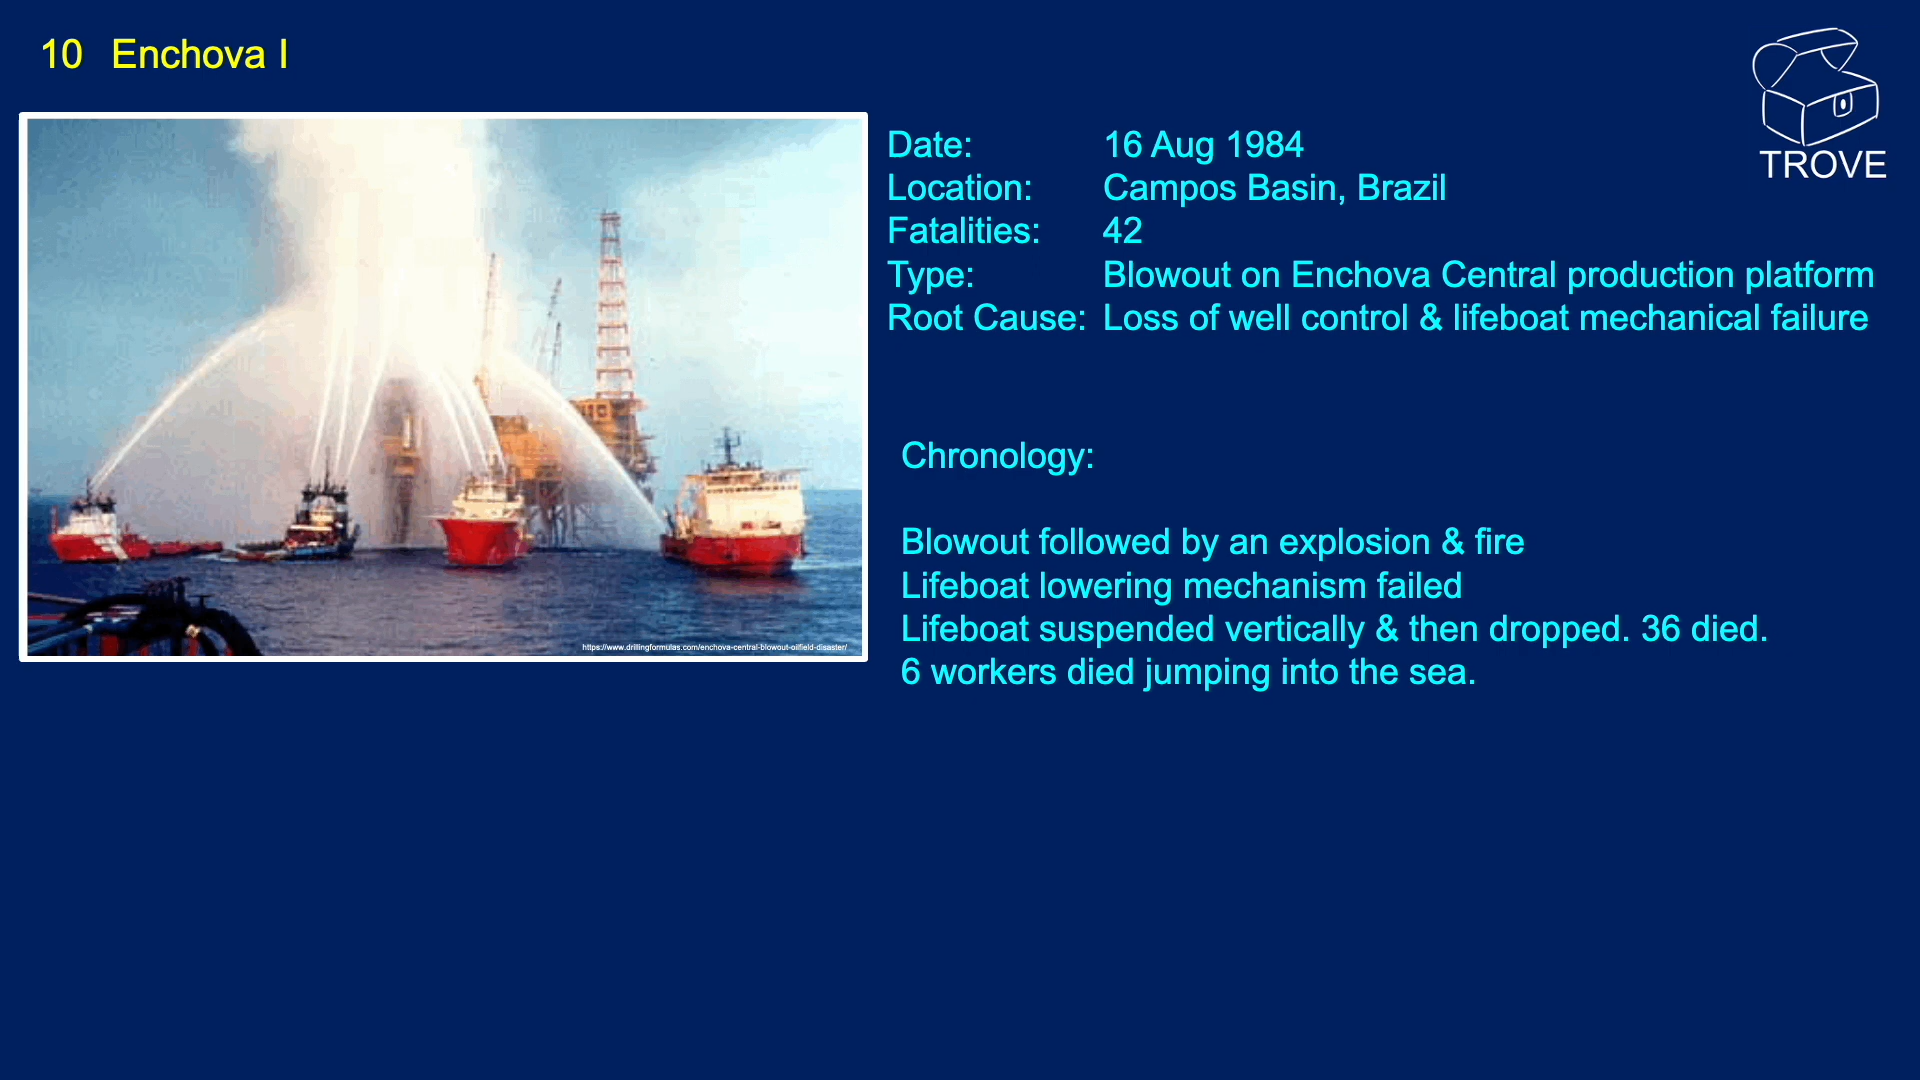 10 Enchova I
TROVE
Date: 16 Aug 1984
Location: Campos Basin, Brazil
Fatalities: 42
Type: Blowout on Enchova Central production platform
Root Cause: Loss of well control & lifeboat mechanical failure
Chronology:
Blowout followed by an explosion & fire
Lifeboat lowering mechanism failed
Lifeboat suspended vertically & then dropped. 36 died.
6 workers died jumping into the sea.
https://www.drillingformulas.com/enchova-central-blowout-oilfield-disaster/